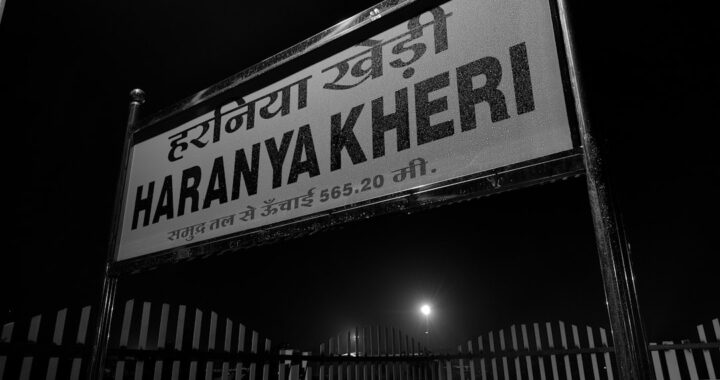 हरनिया खेड़ी
HARANYA KHERI
समुद्र तल से ऊँचाई 565.20 मी.